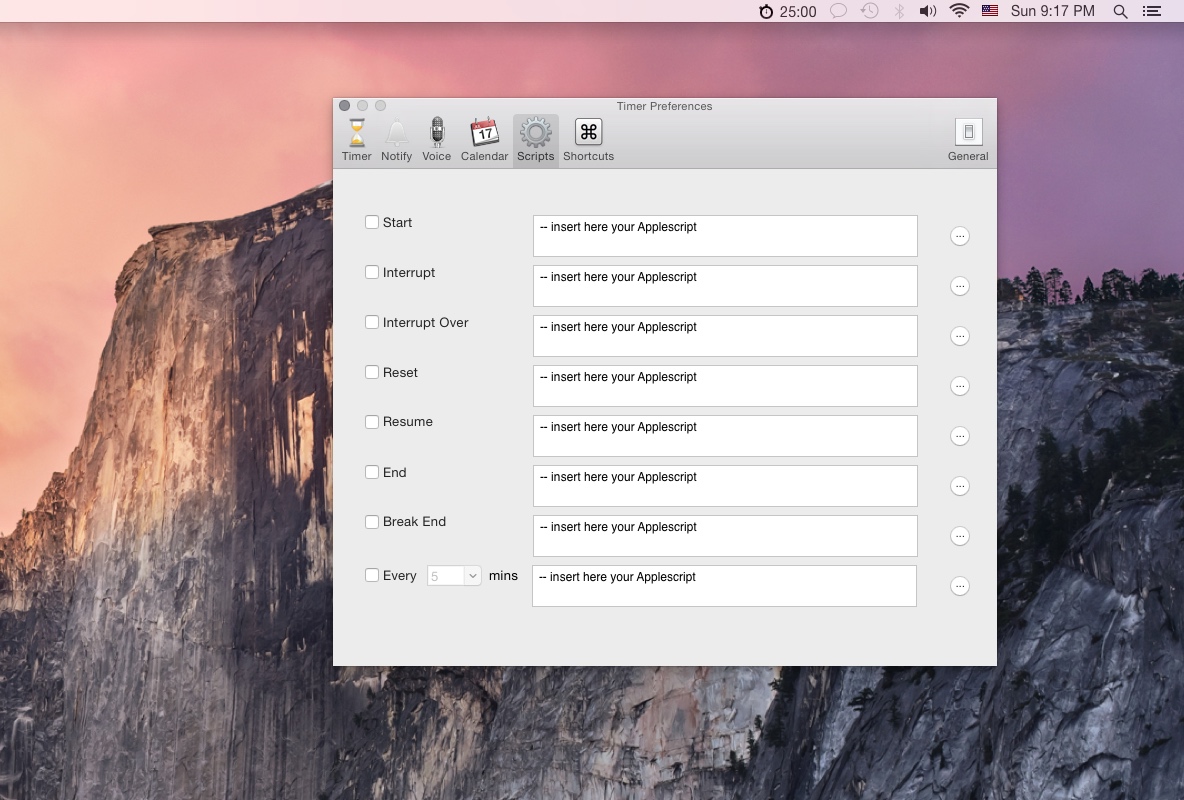 25:00 Sun 9:17 PM
Timer Preferences
17
Timer Notify Voice Calendar Scripts Shortcuts General
Start -- insert here your Applescript ...
Interrupt -- insert here your Applescript ...
Interrupt Over -- insert here your Applescript ...
Reset -- insert here your Applescript ...
Resume -- insert here your Applescript ...
End -- insert here your Applescript ...
Break End -- insert here your Applescript ...
Every 5 mins -- insert here your Applescript ...